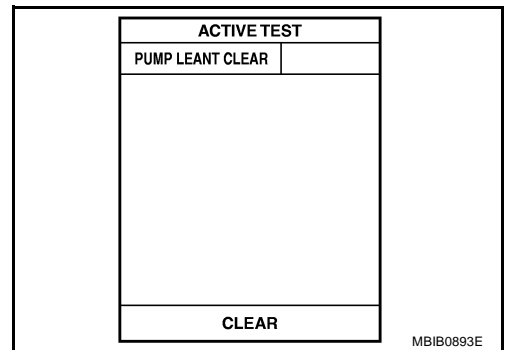 ACTIVE TEST
PUMP LEANT CLEAR
CLEAR
MBIB0893E